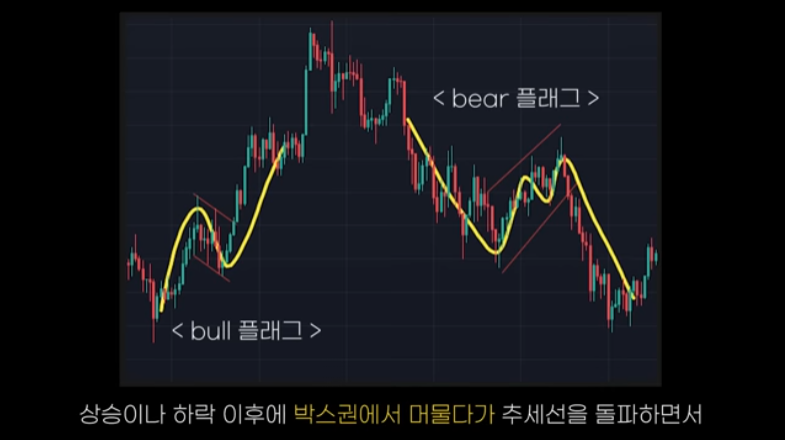 < bear 플래그 >
< bull 플래그 >
상승이나 하락 이후에 박스권에서 머물다가 추세선을 돌파하면서